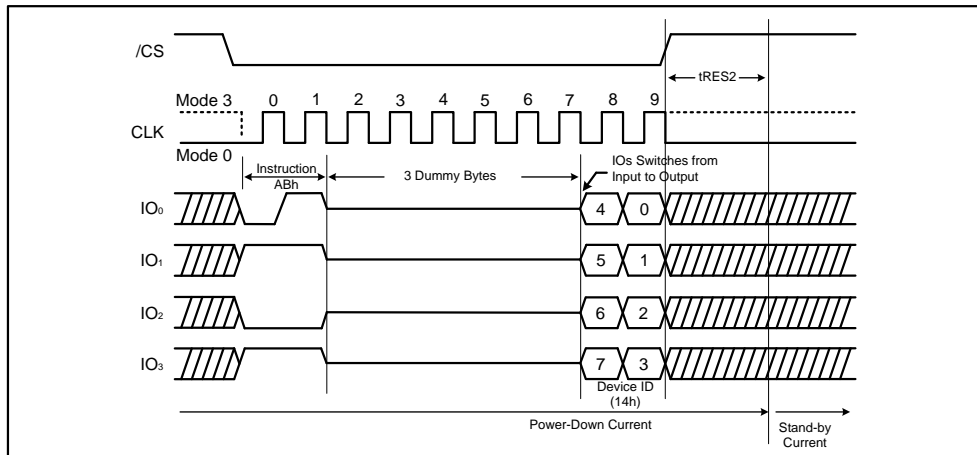 /CS
tRES2
Mode 3
0 1 2 3 4 5 6 7 8 9
CLK
Mode 0
Instruction
ABh
3 Dummy Bytes
IOs Switches from
Input to Output
IO0 4 0
IO1 5 1
IO2 6 2
IO3 7 3
Device ID
(14h)
Power-Down Current
Stand-by
Current